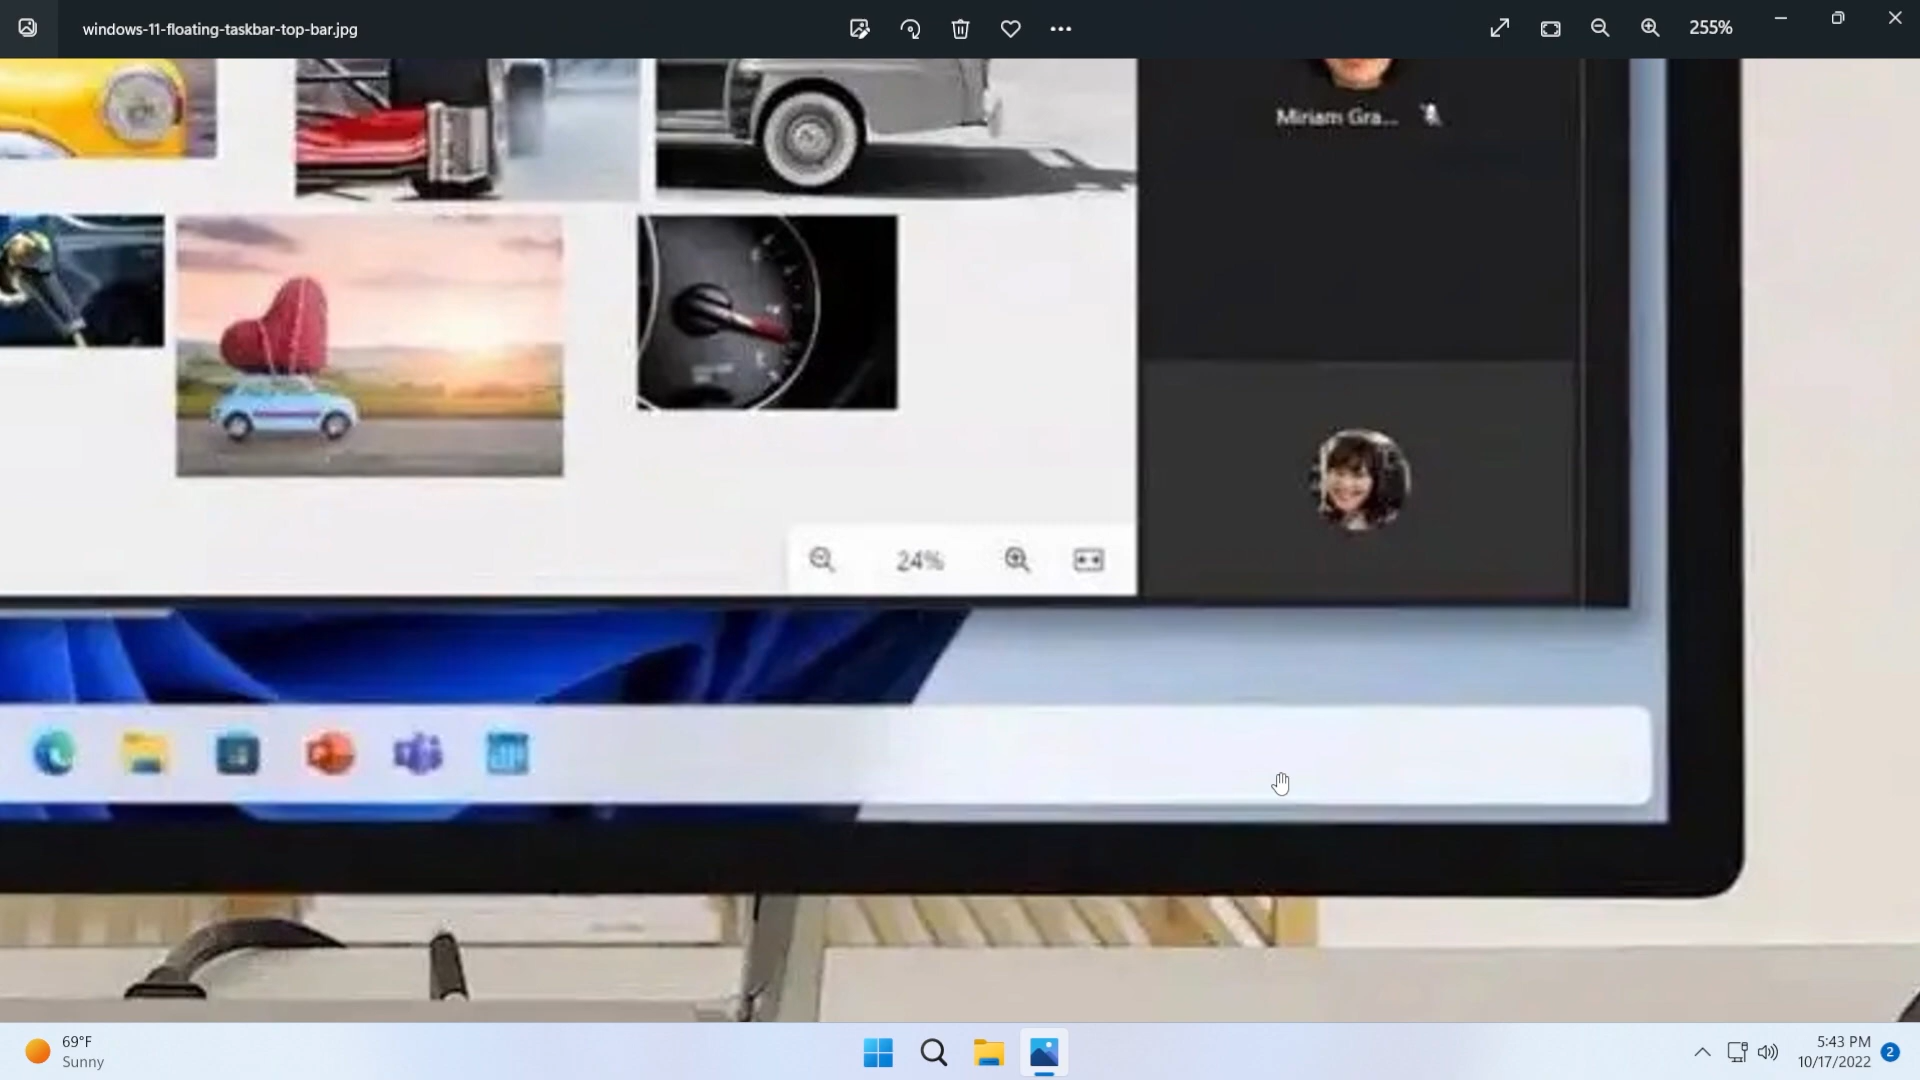 windows-11-floating-taskbar-top-bar.jpg
255%
Miriam Gra...
24%
69°F
Sunny
5:43 PM
10/17/2022
2